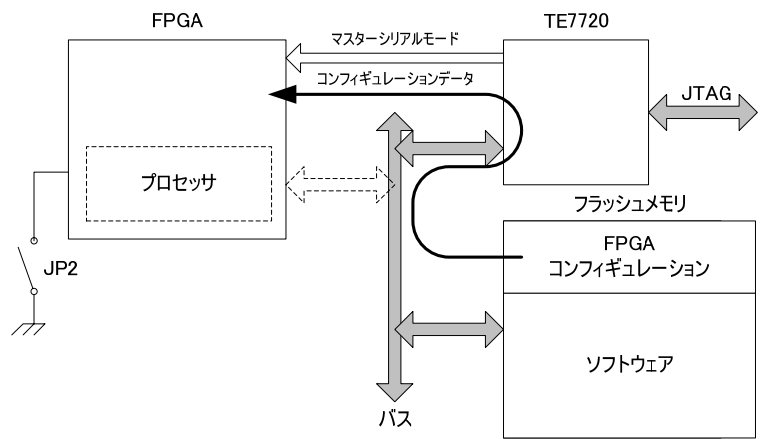 FPGA
TE7720
マスターシリアルモード
コンフィギュレーションデータ
JTAG
プロセッサ
フラッシュメモリ
FPGA
コンフィギュレーション
JP2
ソフトウェア
バス